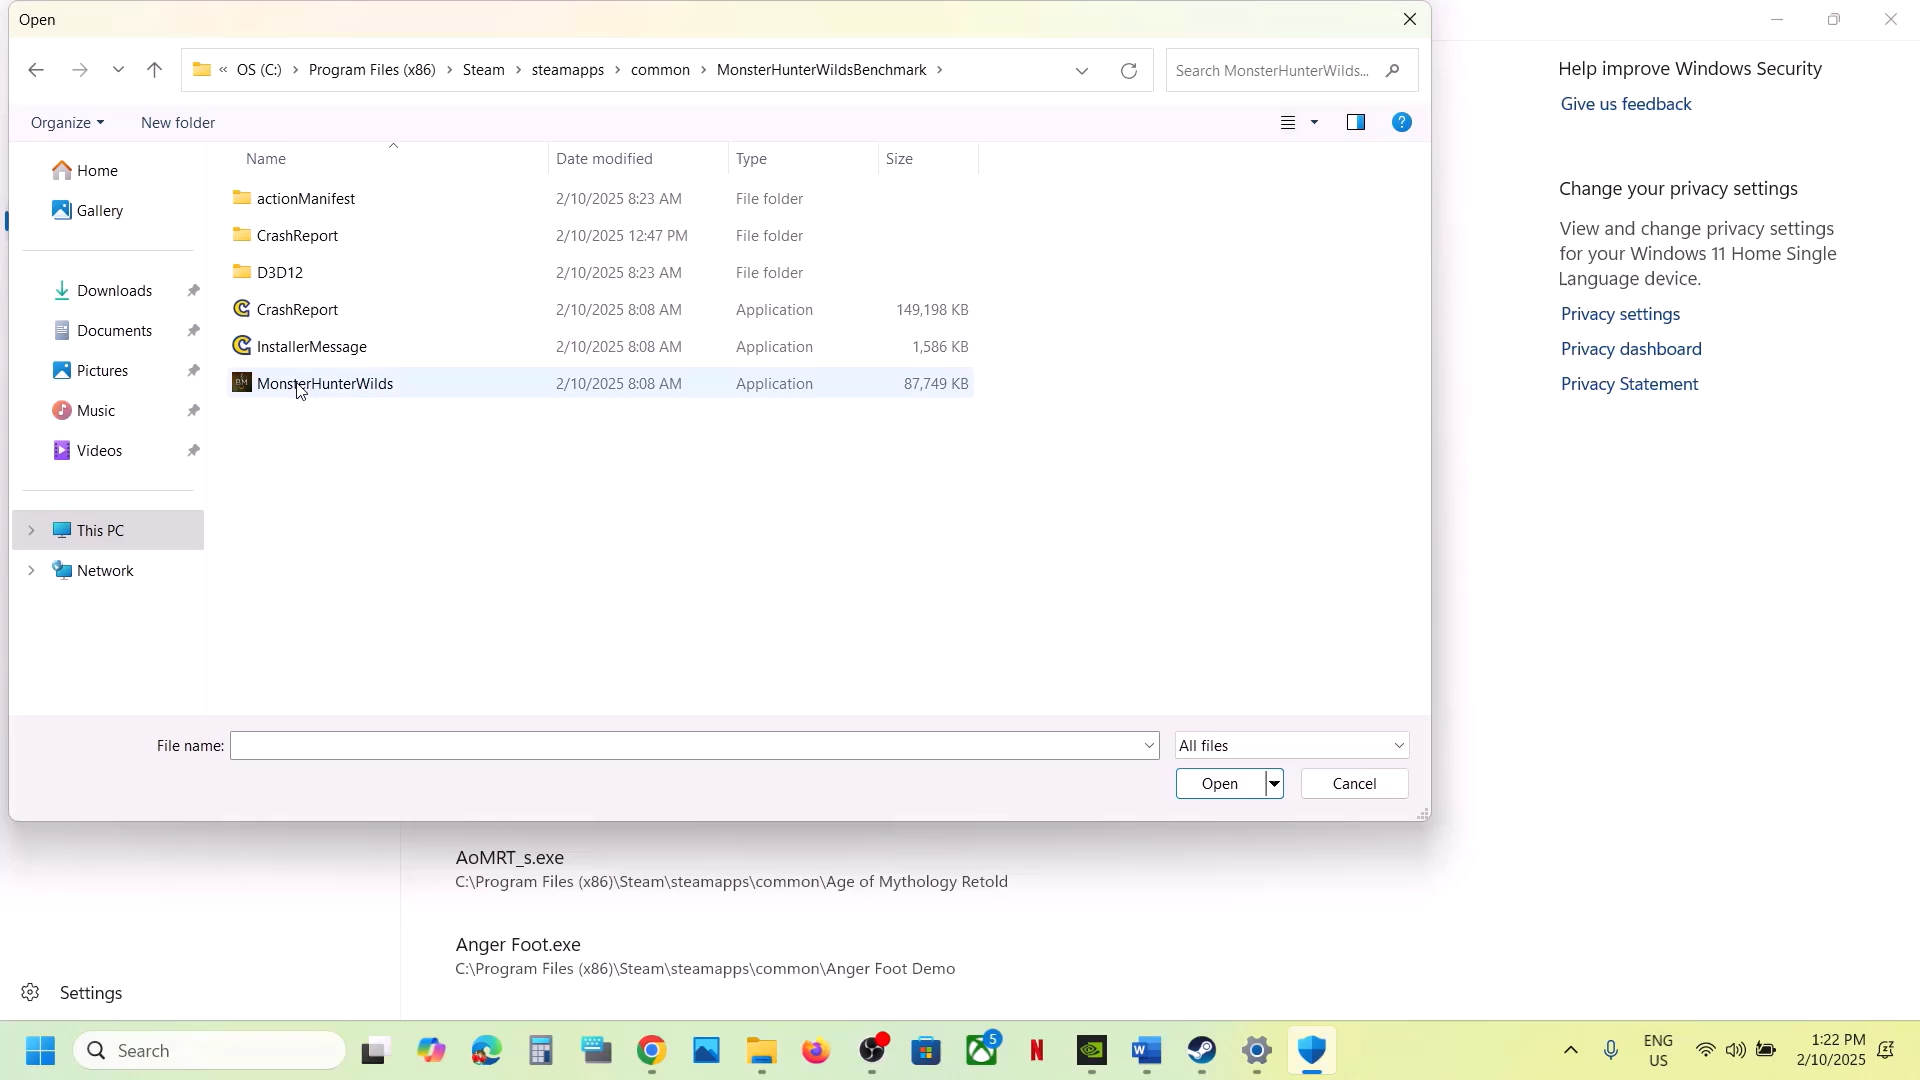 Open
« OS (C:) › Program Files (x86) › Steam › steamapps › common › MonsterHunterWildsBenchmark ›
Search MonsterHunterWilds...
Organize
New folder
?
Home
Gallery
Downloads
Documents
Pictures
Music
Videos
This PC
Network
Name Date modified Type Size
actionManifest 2/10/2025 8:23 AM File folder
CrashReport 2/10/2025 12:47 PM File folder
D3D12 2/10/2025 8:23 AM File folder
CrashReport 2/10/2025 8:08 AM Application 149,198 KB
InstallerMessage 2/10/2025 8:08 AM Application 1,586 KB
MonsterHunterWilds 2/10/2025 8:08 AM Application 87,749 KB
File name:
All files
Open
Cancel
Help improve Windows Security
Give us feedback
Change your privacy settings
View and change privacy settings
for your Windows 11 Home Single
Language device.
Privacy settings
Privacy dashboard
Privacy Statement
AoMRT_s.exe
C:\Program Files (x86)\Steam\steamapps\common\Age of Mythology Retold
Anger Foot.exe
C:\Program Files (x86)\Steam\steamapps\common\Anger Foot Demo
Settings
Search
5
N
W
ENG
US
1:22 PM
2/10/2025